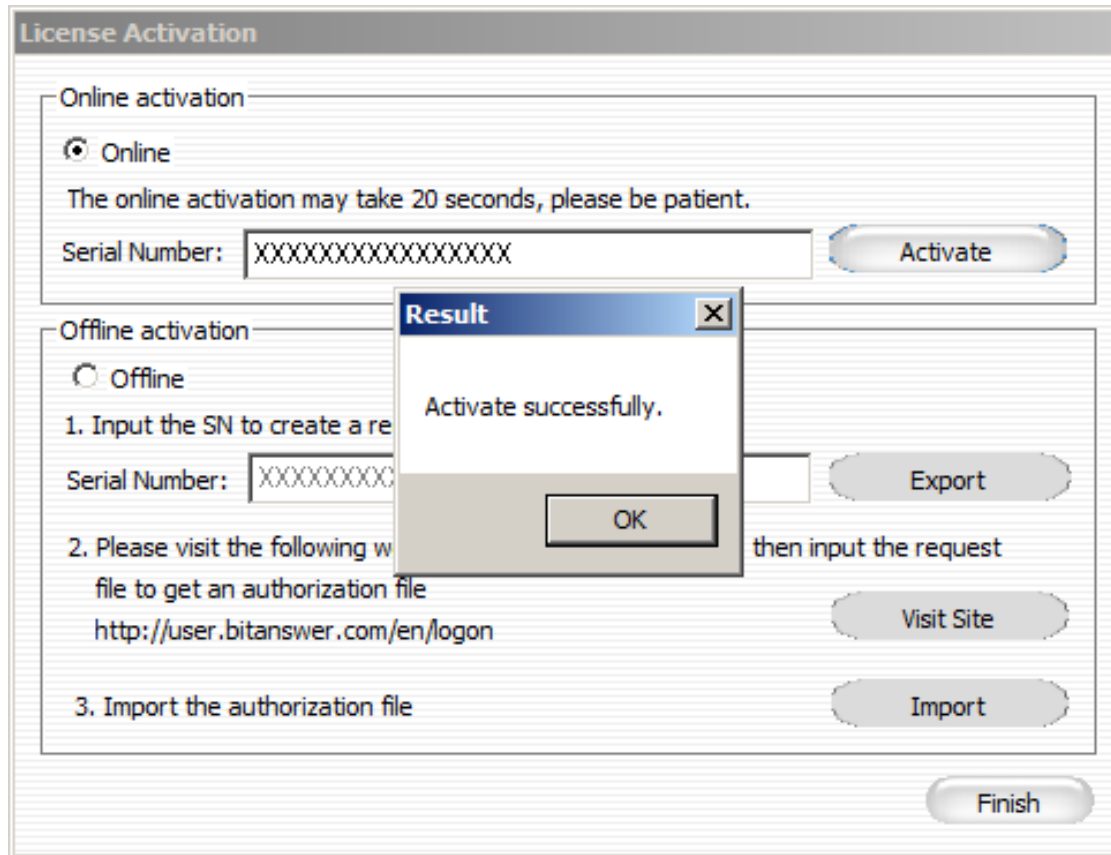 License Activation
Online activation
Online
The online activation may take 20 seconds, please be patient.
Serial Number: XXXXXXXXXXXXXXXX Activate
Result
Activate successfully.
OK
Offline activation
Offline
1. Input the SN to create a re
Serial Number: XXXXXXXXX Export
2. Please visit the following w then input the request
file to get an authorization file
http://user.bitanswer.com/en/logon
Visit Site
3. Import the authorization file Import
Finish